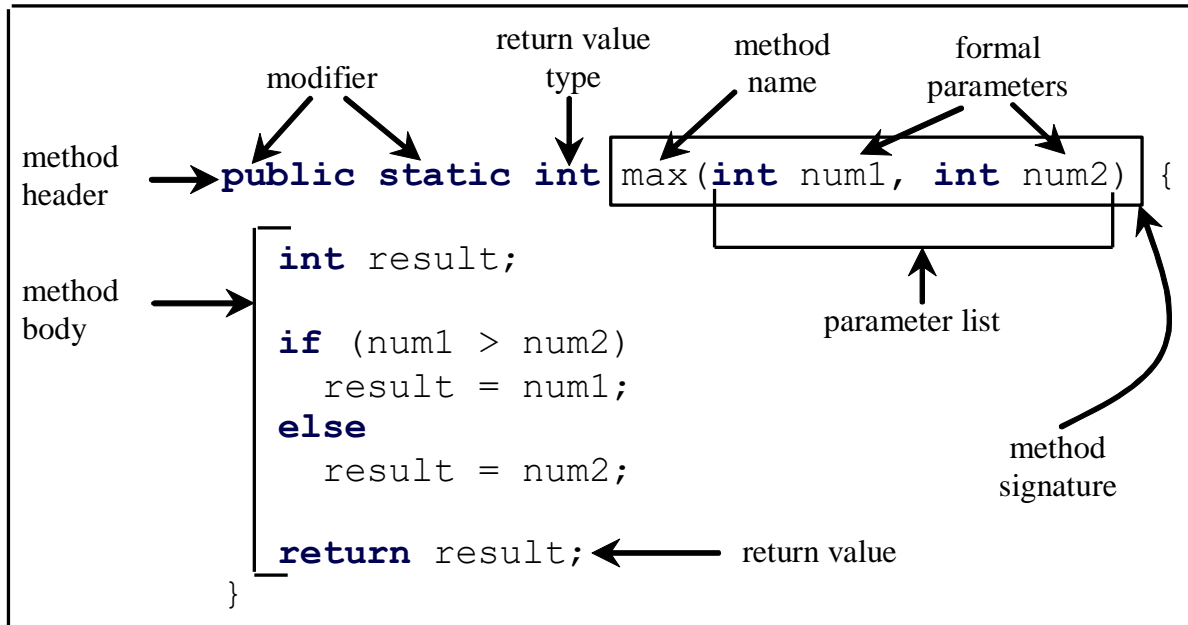 return value
type
method
name
formal
parameters
modifier
method
header
public static int max(int num1, int num2) {
int result;
method
body
parameter list
if (num1 > num2)
result = num1;
else
result = num2;
method
signature
return result;
return value
}